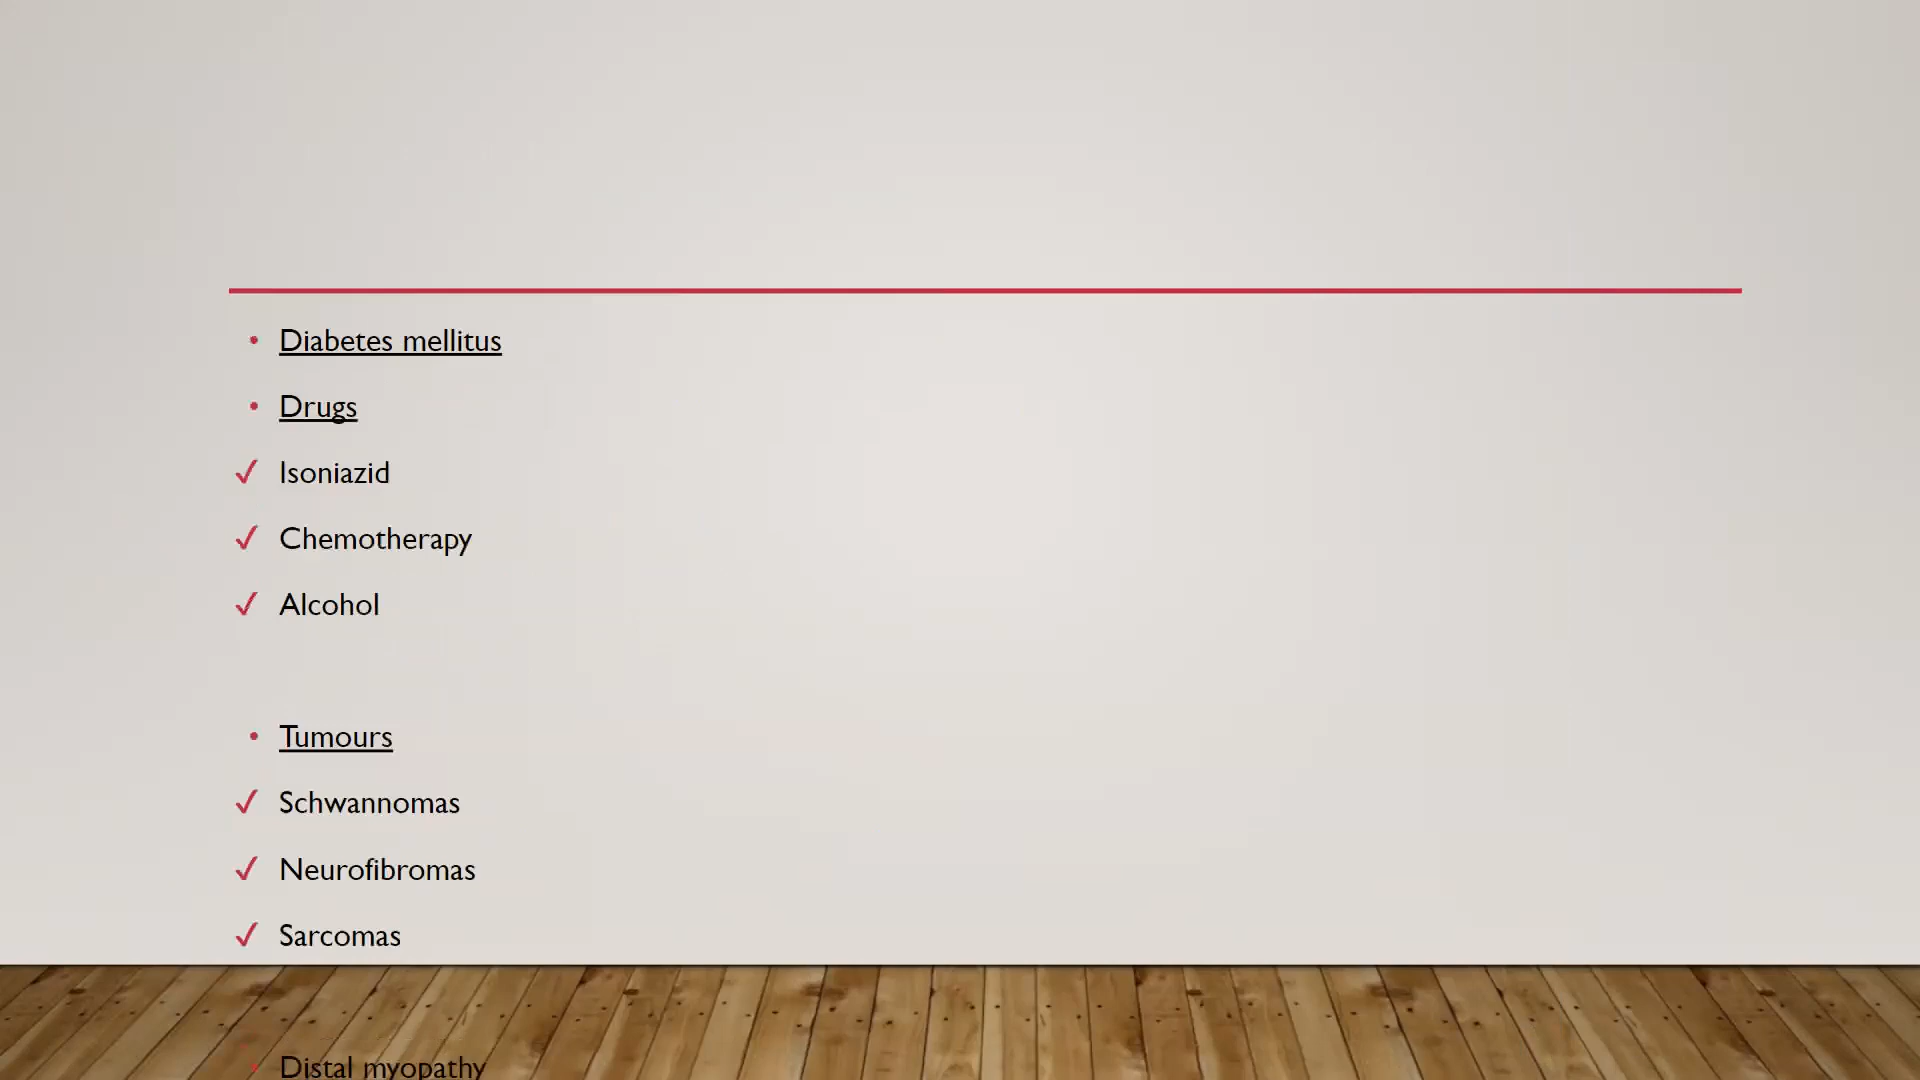 • Diabetes mellitus
• Drugs
✓ Isoniazid
✓ Chemotherapy
✓ Alcohol
• Tumours
✓ Schwannomas
✓ Neurofibromas
✓ Sarcomas
• Distal myopathy